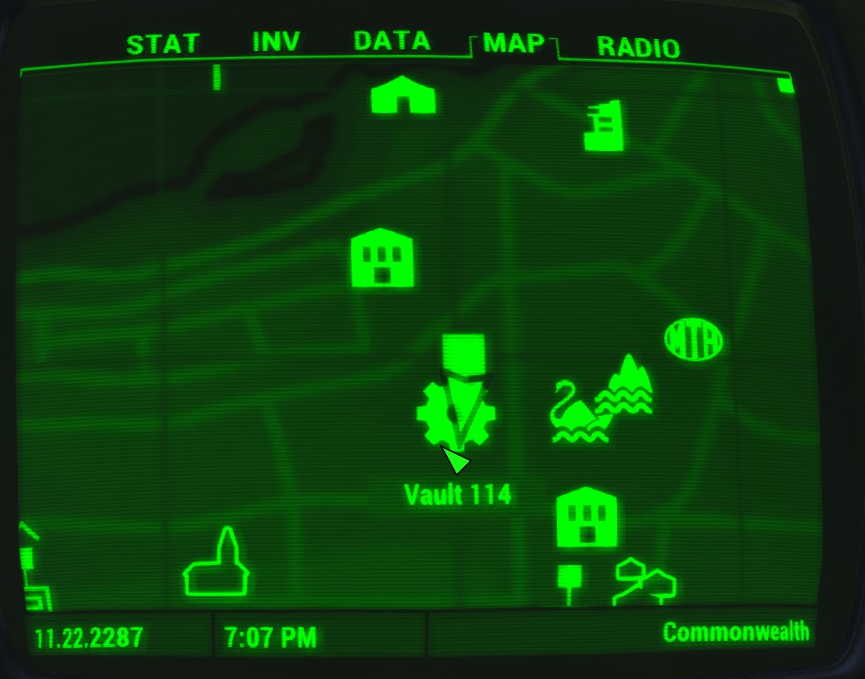 STAT INV DATA MAP RADIO
MTA
Vault 114
11.22.2287 7:07 PM Commonwealth